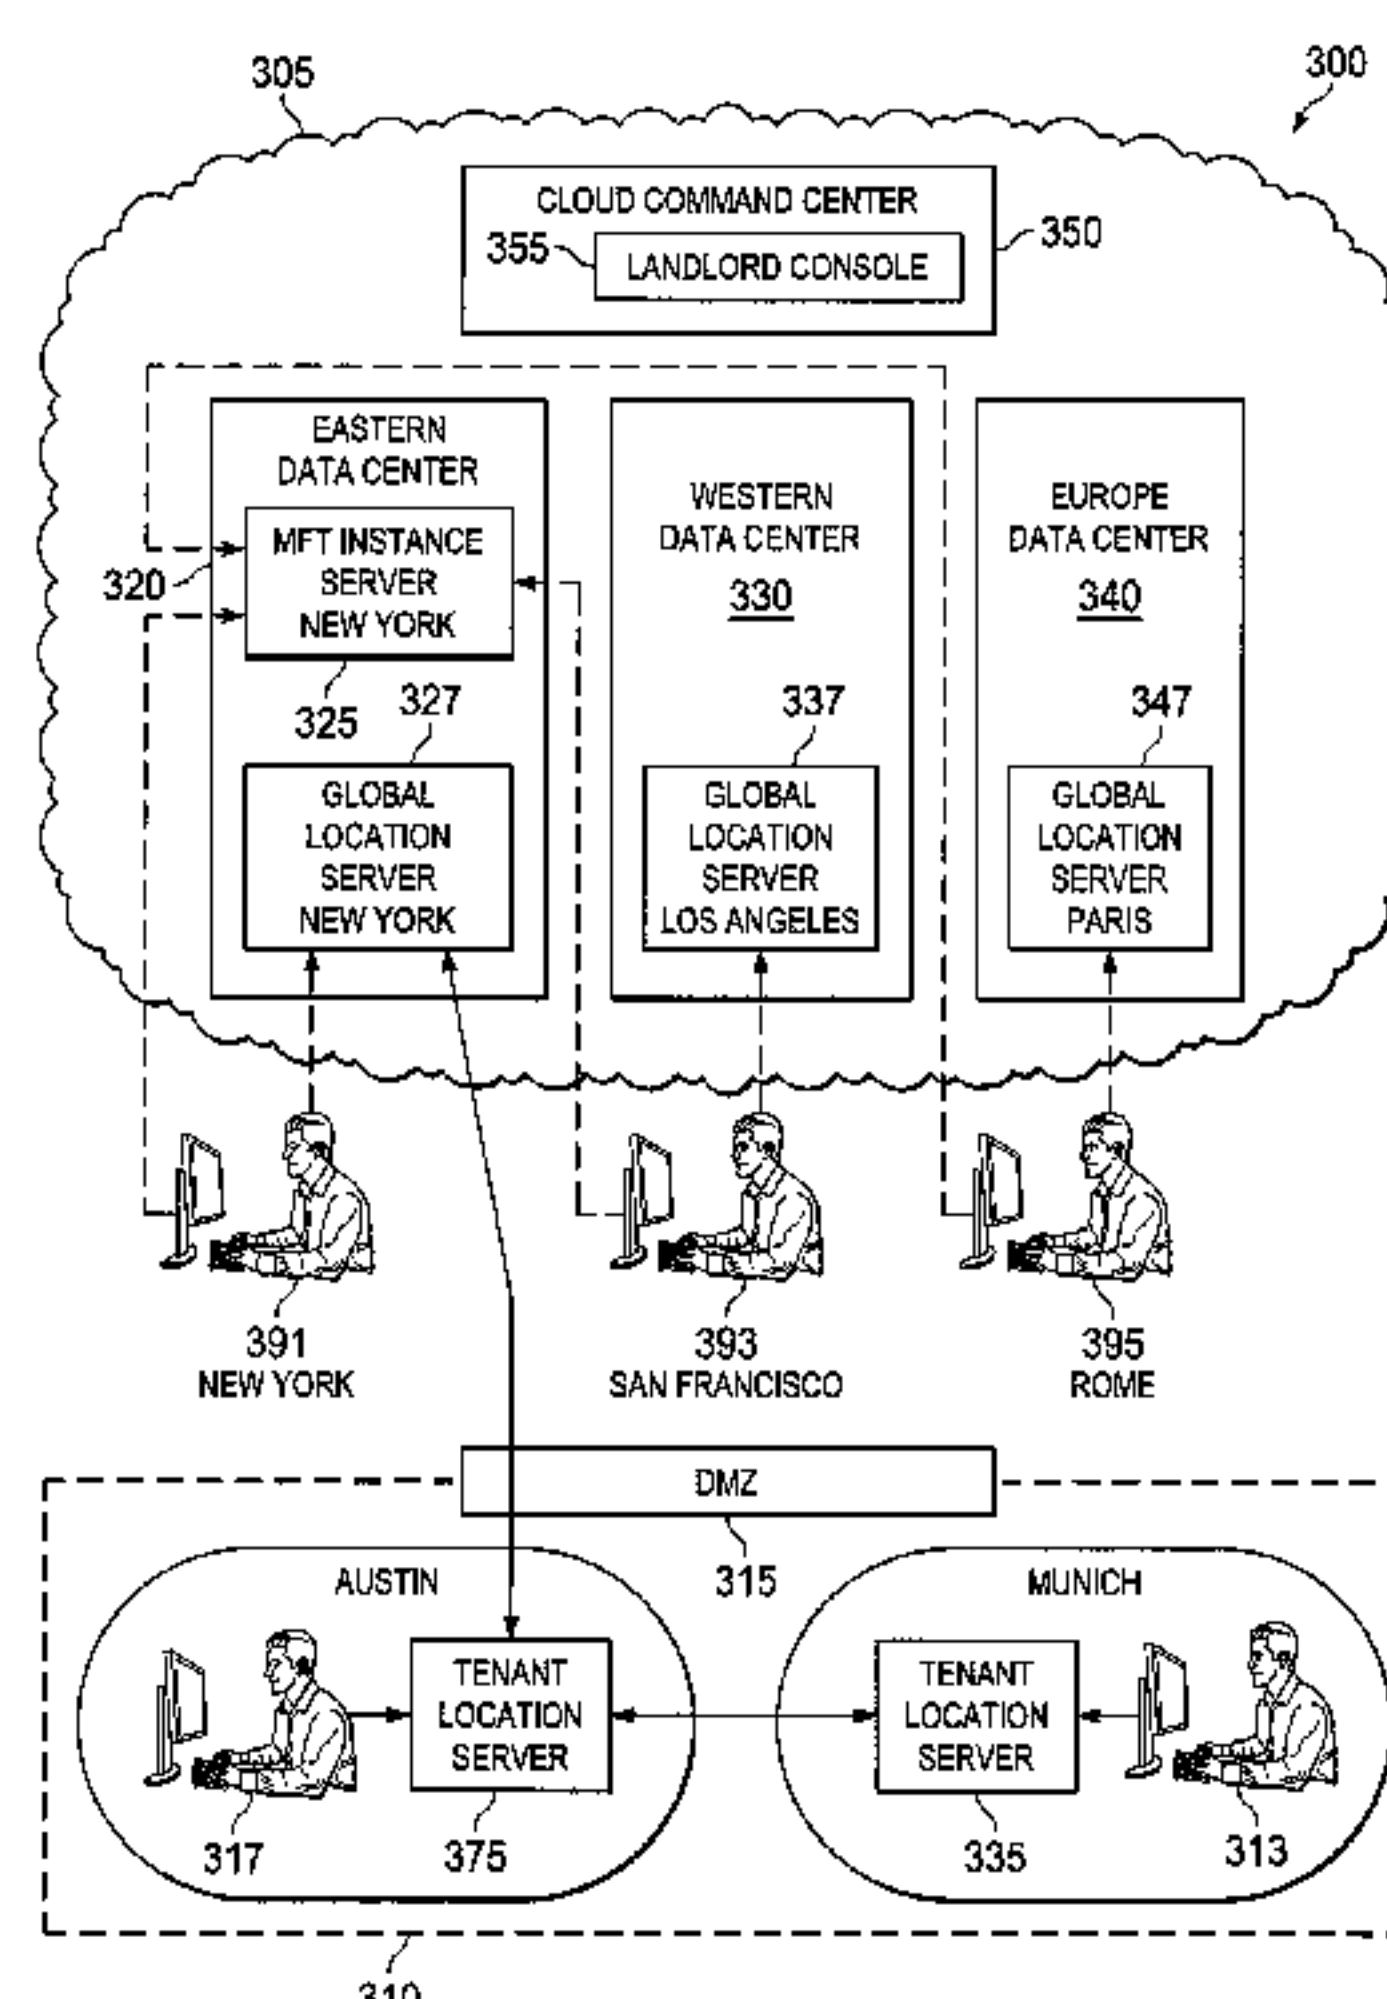 305
300
CLOUD COMMAND CENTER
355
LANDLORD CONSOLE
350
EASTERN
DATA CENTER
MFT INSTANCE
SERVER
NEW YORK
320
325
327
GLOBAL
LOCATION
SERVER
NEW YORK
WESTERN
DATA CENTER
330
337
GLOBAL
LOCATION
SERVER
LOS ANGELES
EUROPE
DATA CENTER
340
347
GLOBAL
LOCATION
SERVER
PARIS
391
NEW YORK
393
SAN FRANCISCO
395
ROME
DMZ
315
AUSTIN
TENANT
LOCATION
SERVER
317
375
MUNICH
TENANT
LOCATION
SERVER
335
313
310